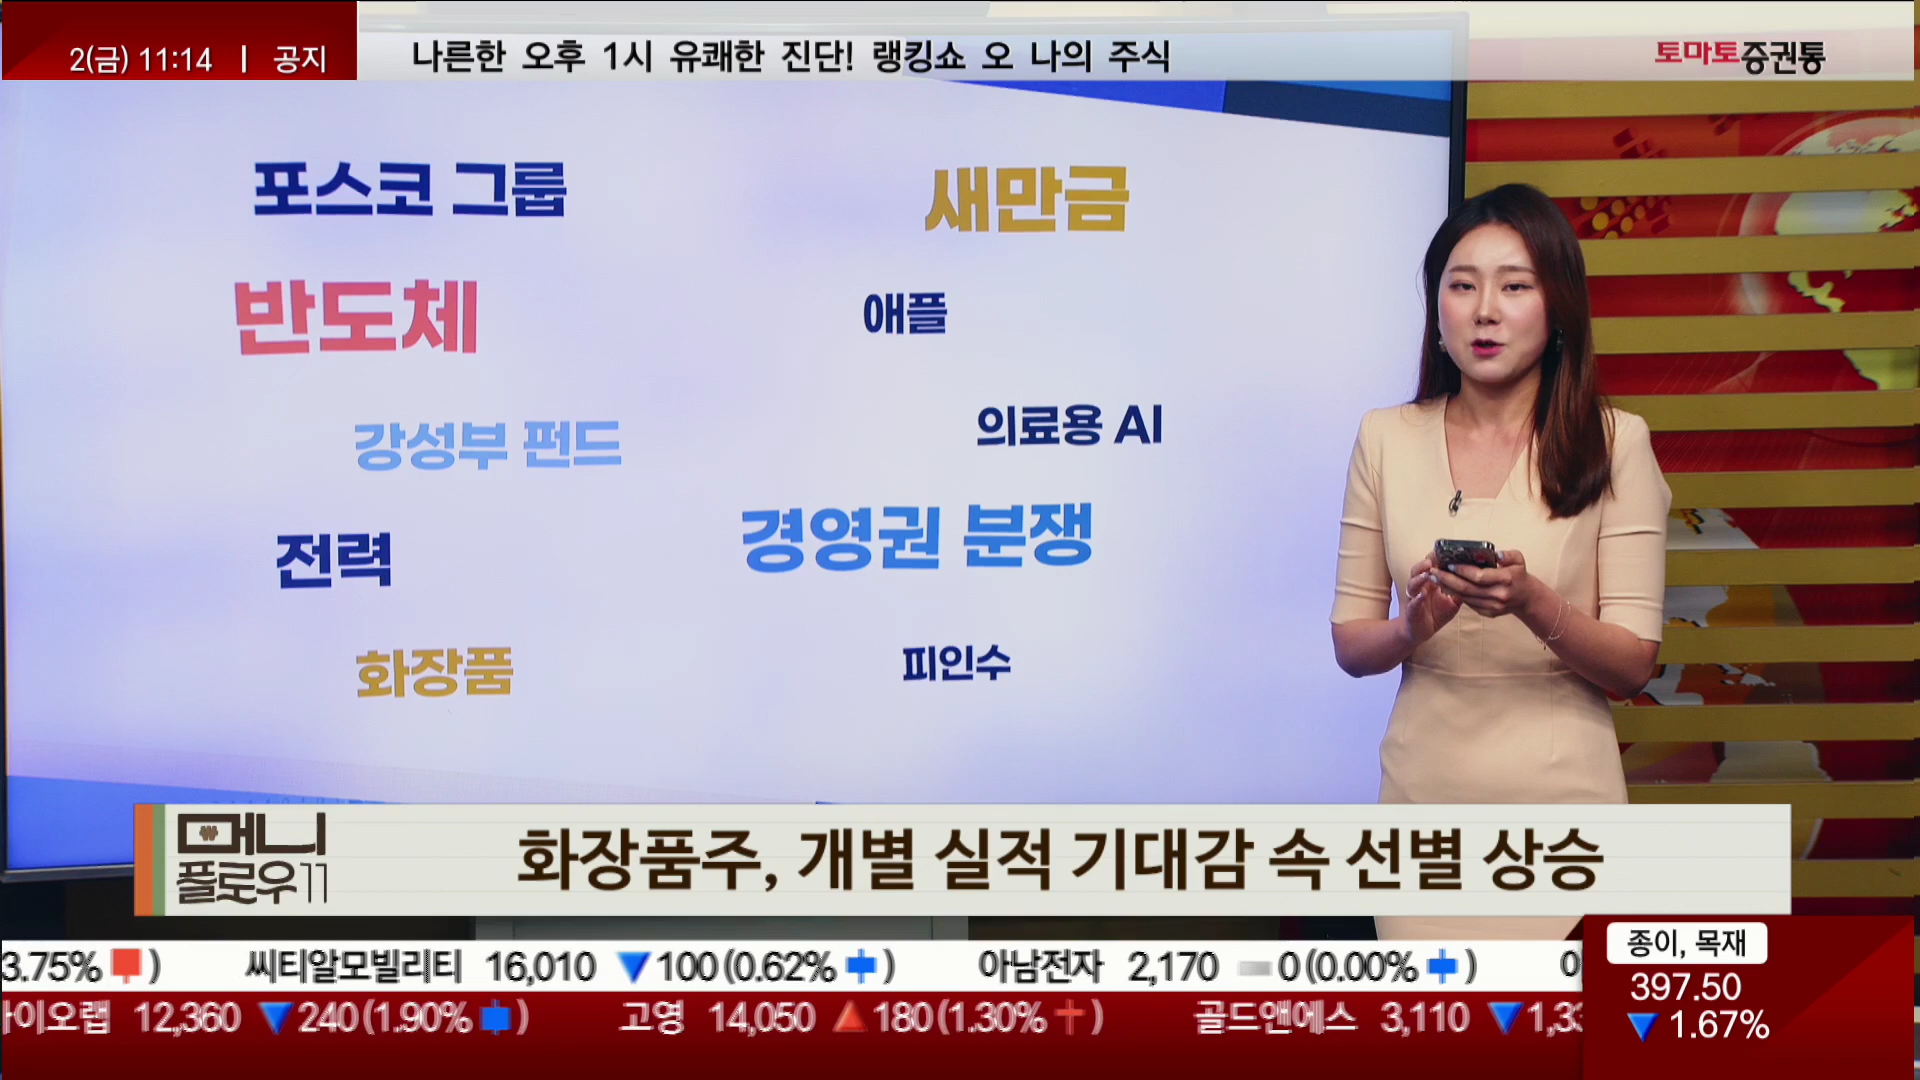 2(금) 11:14 | 공지
나른한 오후 1시 유쾌한 진단! 랭킹쇼 오 나의 주식
토마토증권통
포스코 그룹
새만금
반도체
애플
강성부 펀드
의료용 AI
전력
경영권 분쟁
화장품
피인수
머니
플로우11
화장품주, 개별 실적 기대감 속 선별 상승
3.75% ) 씨티알모빌리티 16,010 ▼100(0.62% ) 아남전자 2,170 0(0.00% )
이오랩 12,360 ▼240(1.90% ) 고영 14,050 ▲180(1.30% ) 골드앤에스 3,110 ▼1,33
종이, 목재
397.50
▼ 1.67%